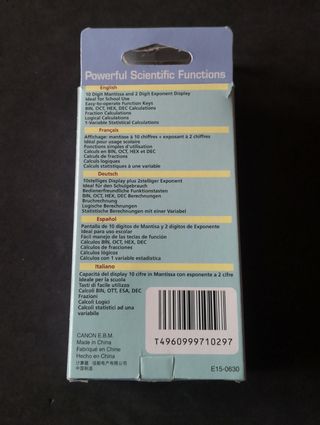 Powerful Scientific Functions
English
10 Digit Mantissa and 2 Digit Exponent Display
Ideal for School Use
Easy-to-operate Function Keys
BIN, OCT, HEX, DEC Calculations
Fraction Calculations
Logical Calculations
1-Variable Statistical Calculations
Français
Affichage: mantisse à 10 chiffres + exposant à 2 chiffres
Idéal pour usage scolaire
Fonctions simples d'utilisation
Calculs en BIN, OCT, HEX et DEC
Calculs de fractions
Calculs logiques
Calculs statistiques à une variable
Deutsch
10stelliges Display plus 2stelliger Exponent
Ideal für den Schulgebrauch
Bedienerfreundliche Funktionstasten
BIN, OCT, HEX, DEC Berechnungen
Bruchrechnung
Lugische Berechnungen
Statistische Berechnungen mit einer Variabel
Español
Pantalla de 10 dígitos de Mantisa y 2 dígitos de Exponente
Ideal para uso escolar
Fácil manejo de las teclas de función
Cálculos BIN, OCT, HEX, DEC
Cálculos de fracciones
Cálculos lógicos
Cálculos con 1 variable estadística
Italiano
Capacità del display 10 cifre in Mantissa con esponente a 2 cifre
Ideale per la scuola
Tasti di facile utilizzo
Calcoli BIN, OTT, ESA, DEC
Frazioni
Calcoli Logici
Calcoli statistici ad una
variabile
CANON E.B.M.
Made in China
Fabriqué en Chine
Hecho en China
中国制造
T4960999710297
E15-0630